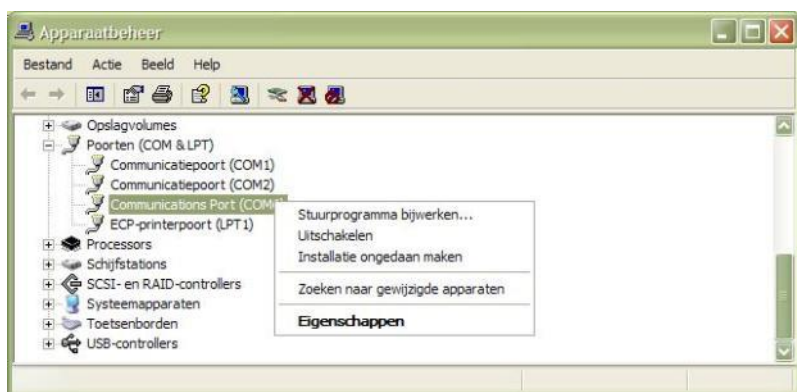 Apparaatbeheer
Bestand Actie Beeld Help
Opslagvolumes
Poorten (COM & LPT)
Communicatiepoort (COM1)
Communicatiepoort (COM2)
Communications Port (COM
ECP-printerpoort (LPT1)
Processors
Schijfstations
SCSI- en RAID-controllers
Systeemapparaten
Toetsenborden
USB-controllers
Stuurprogramma bijwerken...
Uitschakelen
Installatie ongedaan maken
Zoeken naar gewijzigde apparaten
Eigenschappen